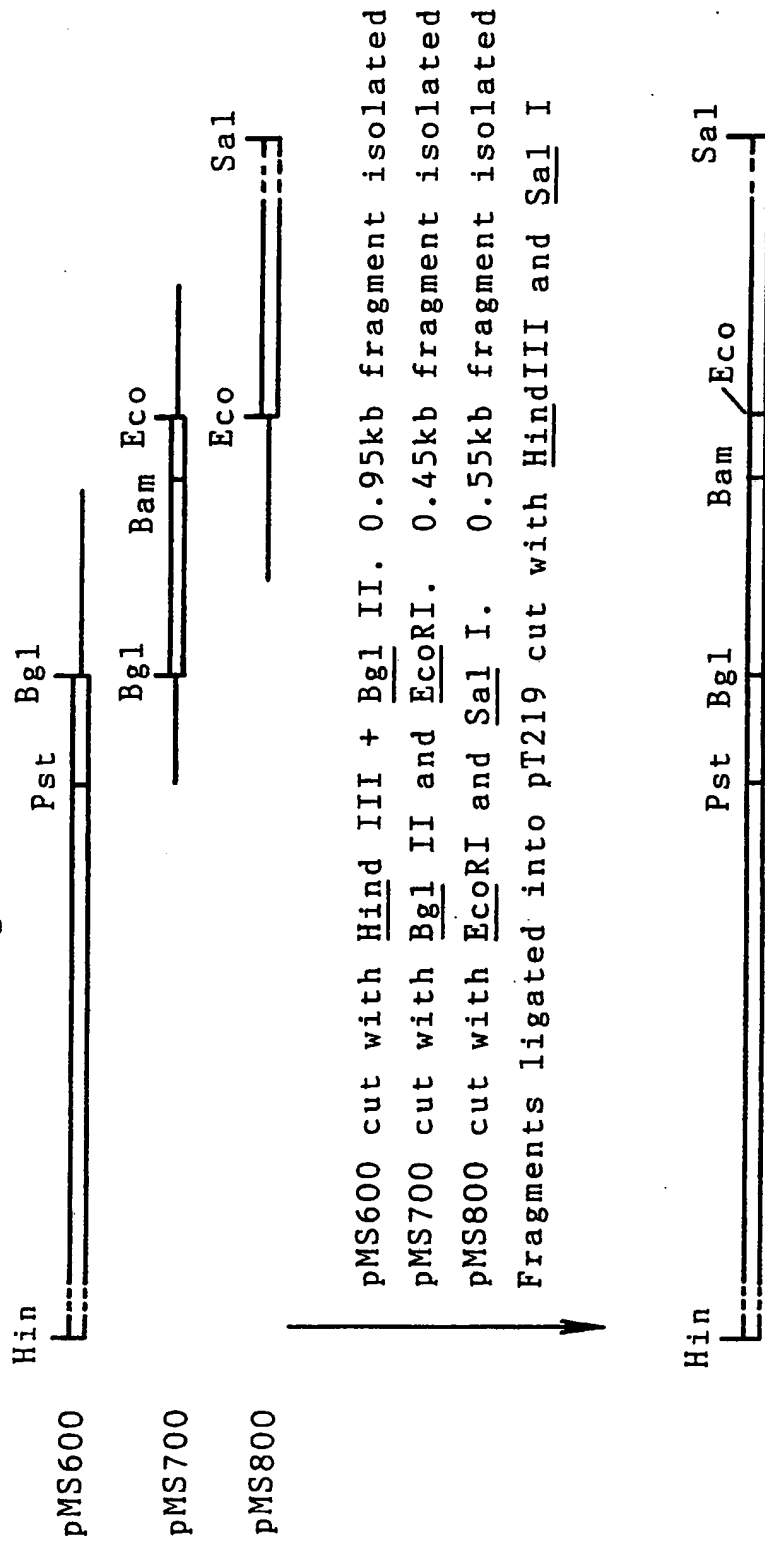 Hin Pst Bgl
pMS600
Bgl Bam Eco
pMS700
Eco Sal
pMS800
pMS600 cut with Hind III + Bgl II. 0.95kb fragment isolated
pMS700 cut with Bgl II and EcoRI. 0.45kb fragment isolated
pMS800 cut with EcoRI and Sal I. 0.55kb fragment isolated
Fragments ligated into pT219 cut with HindIII and Sal I
Hin Pst Bgl Bam Eco Sal